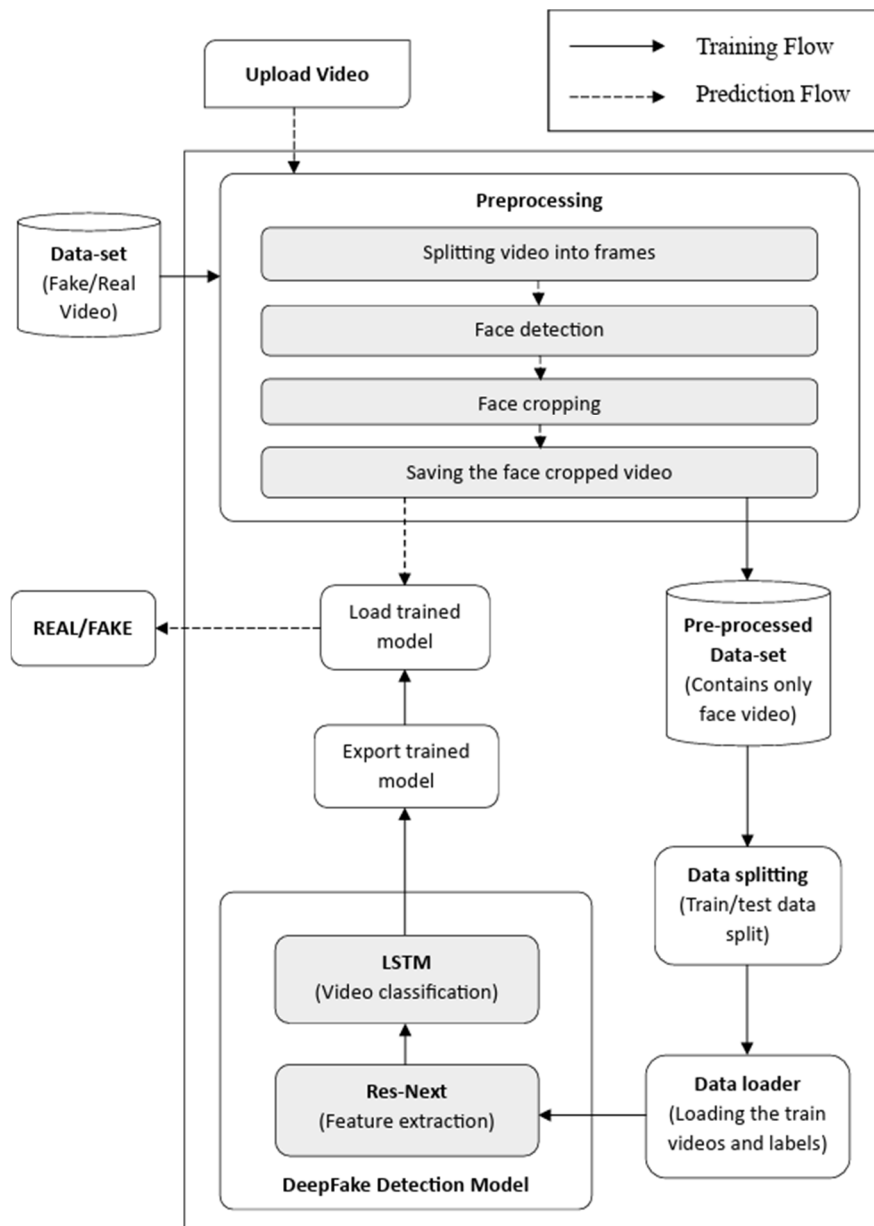 Training Flow
Prediction Flow
Upload Video
Preprocessing
Splitting video into frames
Face detection
Face cropping
Saving the face cropped video
Data-set
(Fake/Real
Video)
REAL/FAKE
Load trained
model
Export trained
model
Pre-processed
Data-set
(Contains only
face video)
Data splitting
(Train/test data
split)
Data loader
(Loading the train
videos and labels)
LSTM
(Video classification)
Res-Next
(Feature extraction)
DeepFake Detection Model